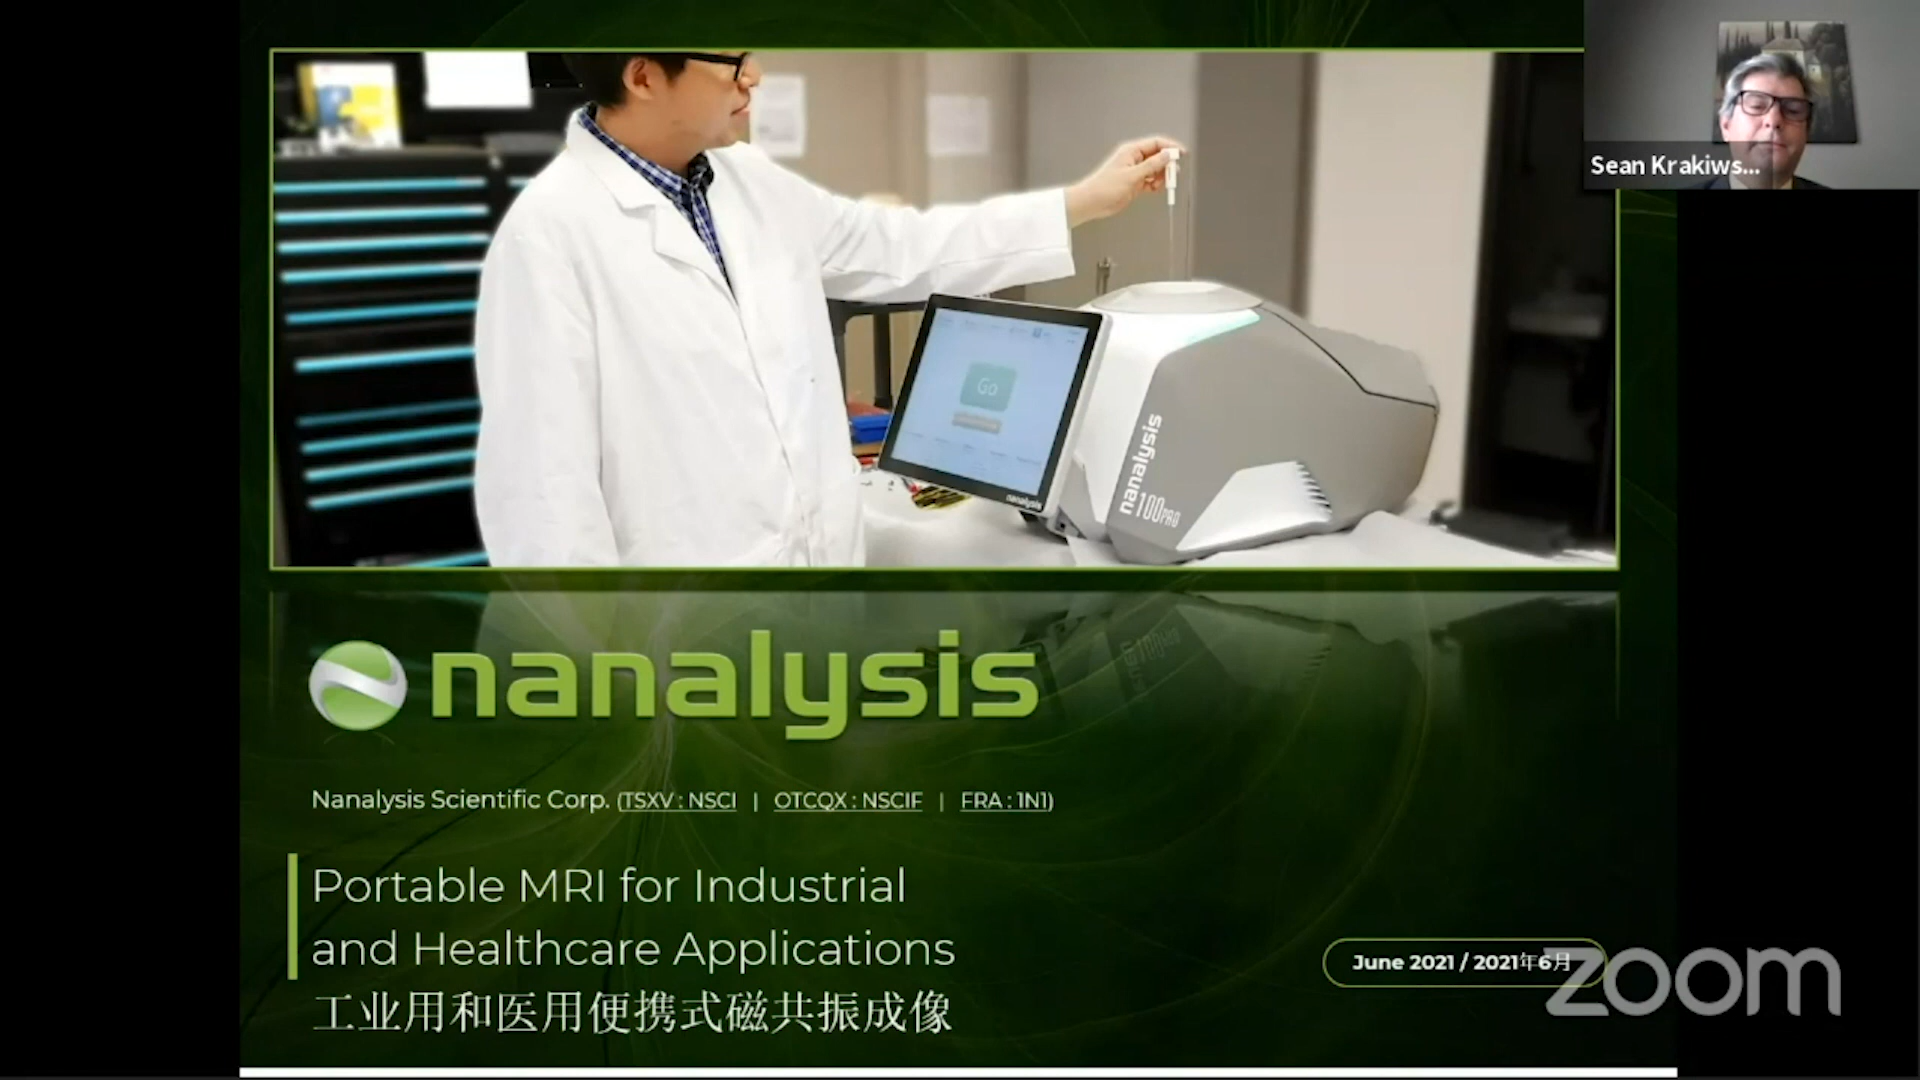 Sean Krakiws...
Go
nanalysis
nanalysis
100PRO
nanalysis
Nanalysis Scientific Corp. (TSXV : NSCI | OTCQX : NSCIF | FRA : 1N1)
Portable MRI for Industrial
and Healthcare Applications
工业用和医用便携式磁共振成像
June 2021 / 2021年6月
zoom